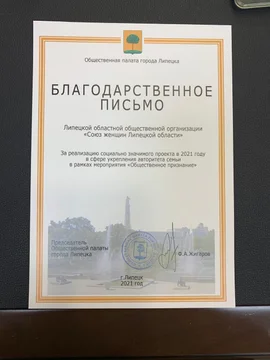 Общественная палата города Липецка
БЛАГОДАРСТВЕННОЕ
ПИСЬМО
Липецкой областной общественной организации
«Союз женщин Липецкой области»
За реализацию социально значимого проекта в 2021 году
в сфере укрепления авторитета семьи
в рамках мероприятия «Общественное признание»
Председатель
Общественной палаты
города Липецка
Ф.А.Жигаров
г.Липецк
2021 год